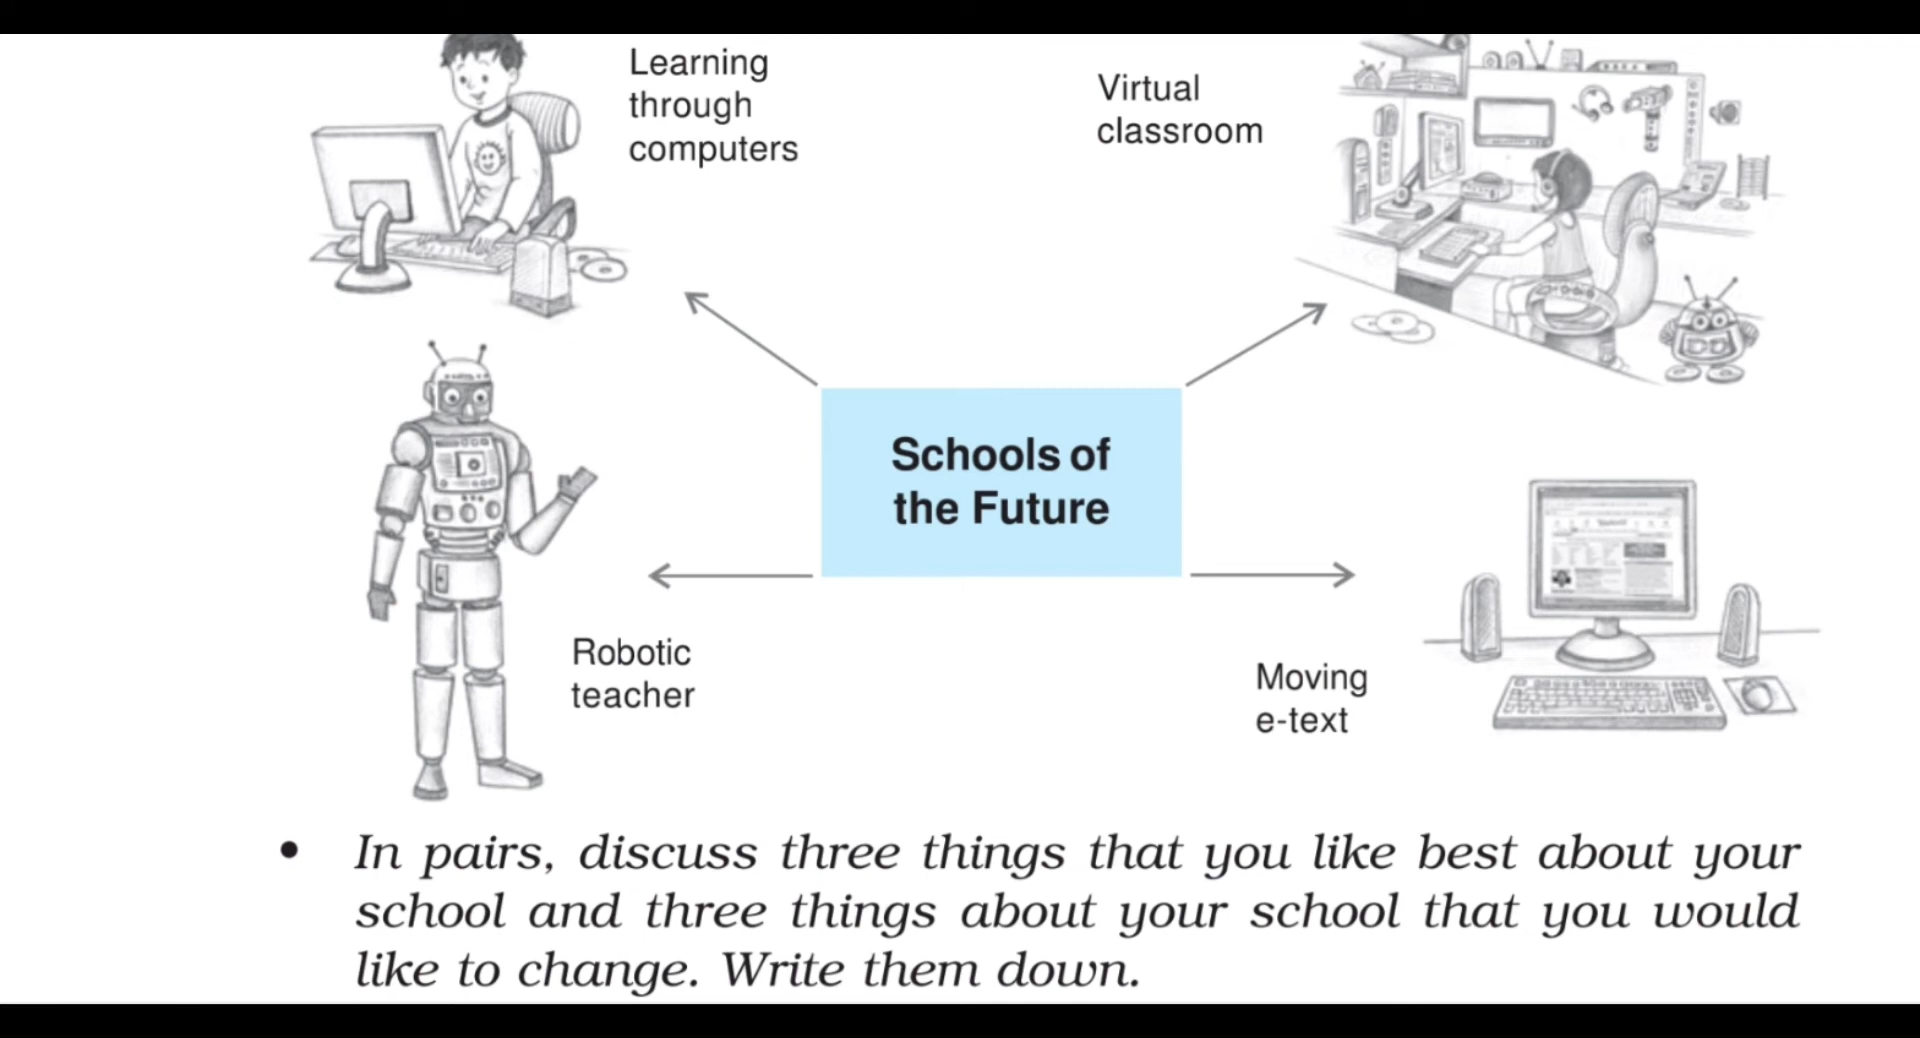 Learning
through
computers
Virtual
classroom
Schools of
the Future
Robotic
teacher
Moving
e-text
• In pairs, discuss three things that you like best about your
school and three things about your school that you would
like to change. Write them down.